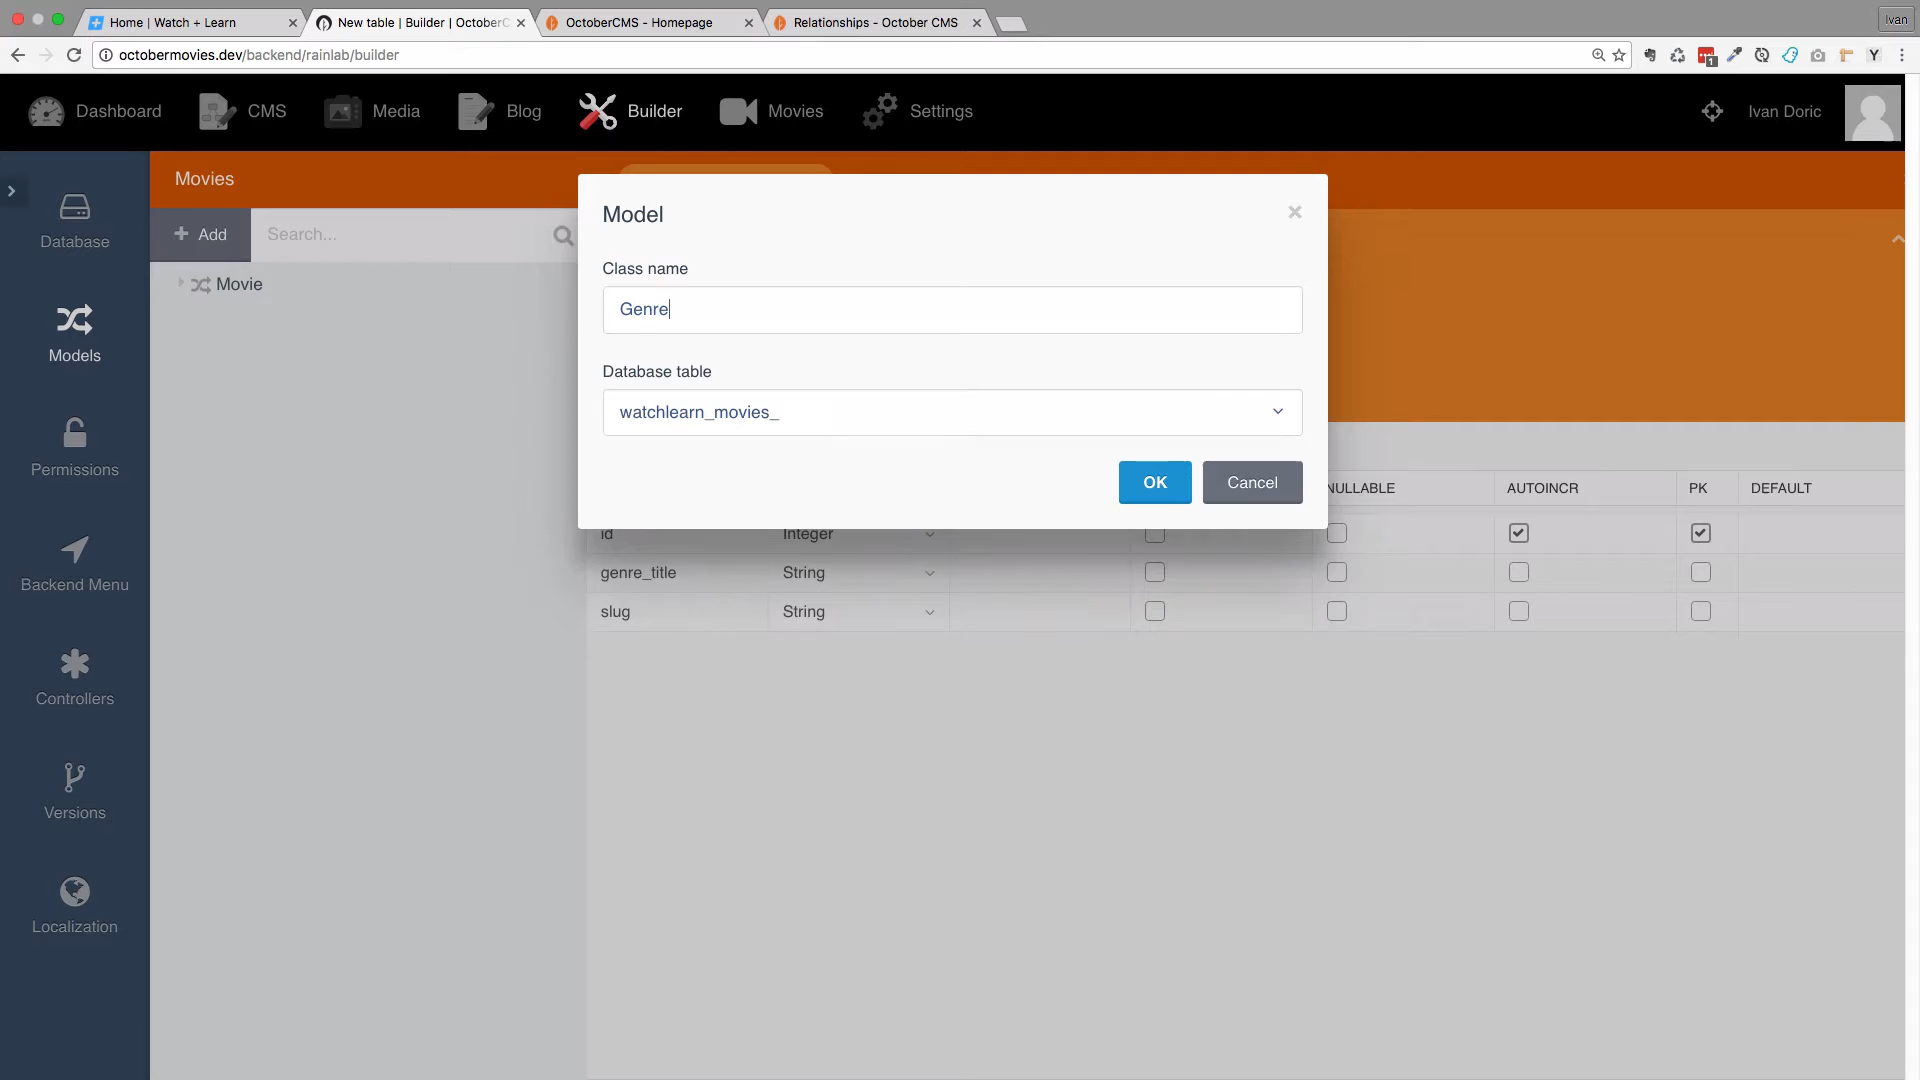 Home | Watch + Learn
New table | Builder | OctoberC
OctoberCMS - Homepage
Relationships - October CMS
Ivan
octobermovies.dev/backend/rainlab/builder
1
Y
Dashboard
CMS
Media
Blog
Builder
Movies
Settings
Ivan Doric
Movies
Add
Search...
Movie
Database
Models
Permissions
Backend Menu
Controllers
Versions
Localization
Model
Class name
Genre
Database table
watchlearn_movies_
OK
Cancel
NULLABLE
AUTOINCR
PK
DEFAULT
id
Integer
genre_title
String
slug
String